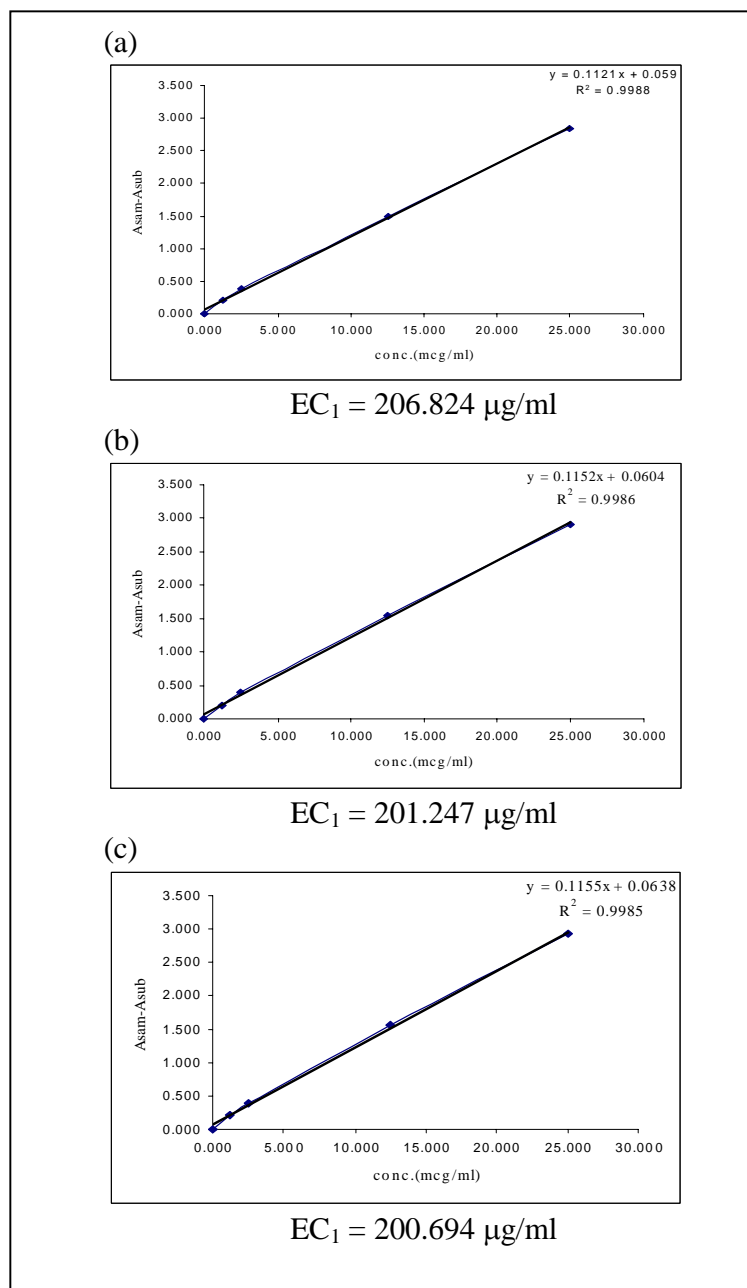 (a)
y = 0.1121x + 0.059
R² = 0.9988
3.500
3.000
2.500
2.000
1.500
1.000
0.500
0.000
Asam-Asub
0.000 5.000 10.000 15.000 20.000 25.000 30.000
conc.(mcg/ml)
EC₁ = 206.824 μg/ml
(b)
y = 0.1152x + 0.0604
R² = 0.9986
3.500
3.000
2.500
2.000
1.500
1.000
0.500
0.000
Asam-Asub
0.000 5.000 10.000 15.000 20.000 25.000 30.000
conc.(mcg/ml)
EC₁ = 201.247 μg/ml
(c)
y = 0.1155x + 0.0638
R² = 0.9985
3.500
3.000
2.500
2.000
1.500
1.000
0.500
0.000
Asam-Asub
0.000 5.000 10.000 15.000 20.000 25.000 30.000
conc.(mcg/ml)
EC₁ = 200.694 μg/ml